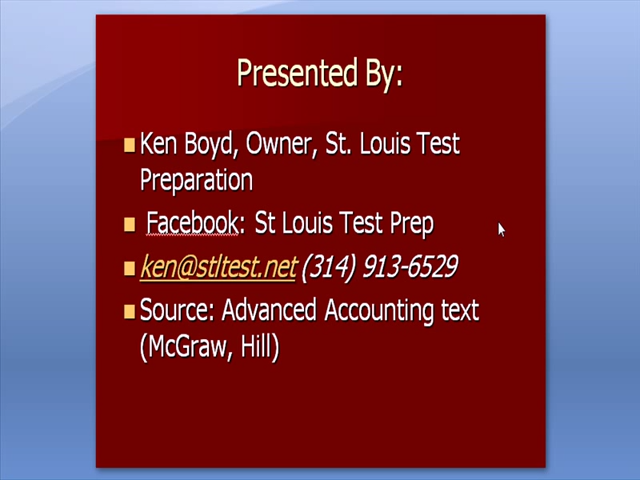 Presented By:
Ken Boyd, Owner, St. Louis Test
Preparation
Facebook: St Louis Test Prep
ken@stltest.net (314) 913-6529
Source: Advanced Accounting text
(McGraw, Hill)